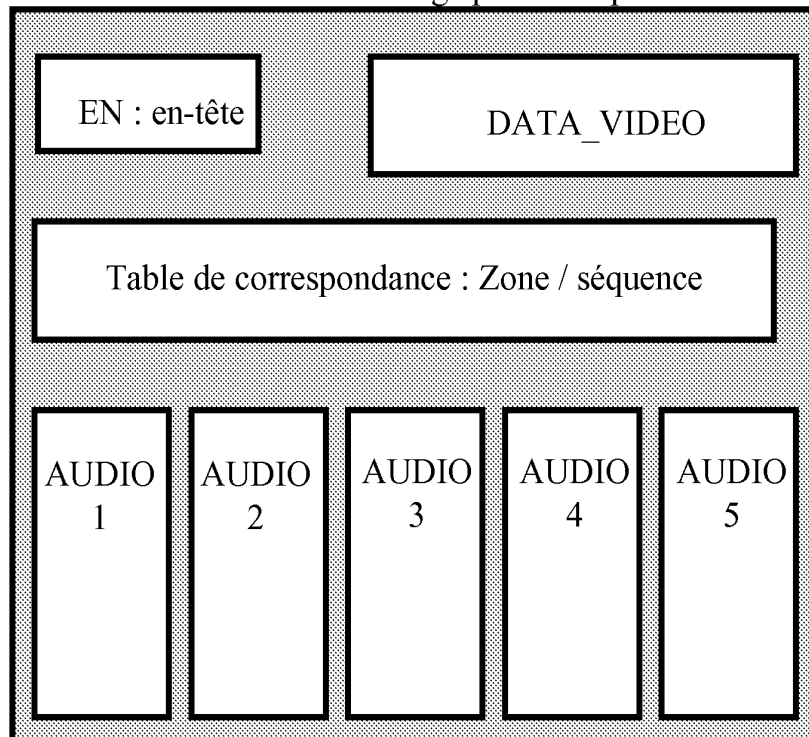 EN : en-tête
DATA_VIDEO
Table de correspondance : Zone / séquence
AUDIO
1
AUDIO
2
AUDIO
3
AUDIO
4
AUDIO
5